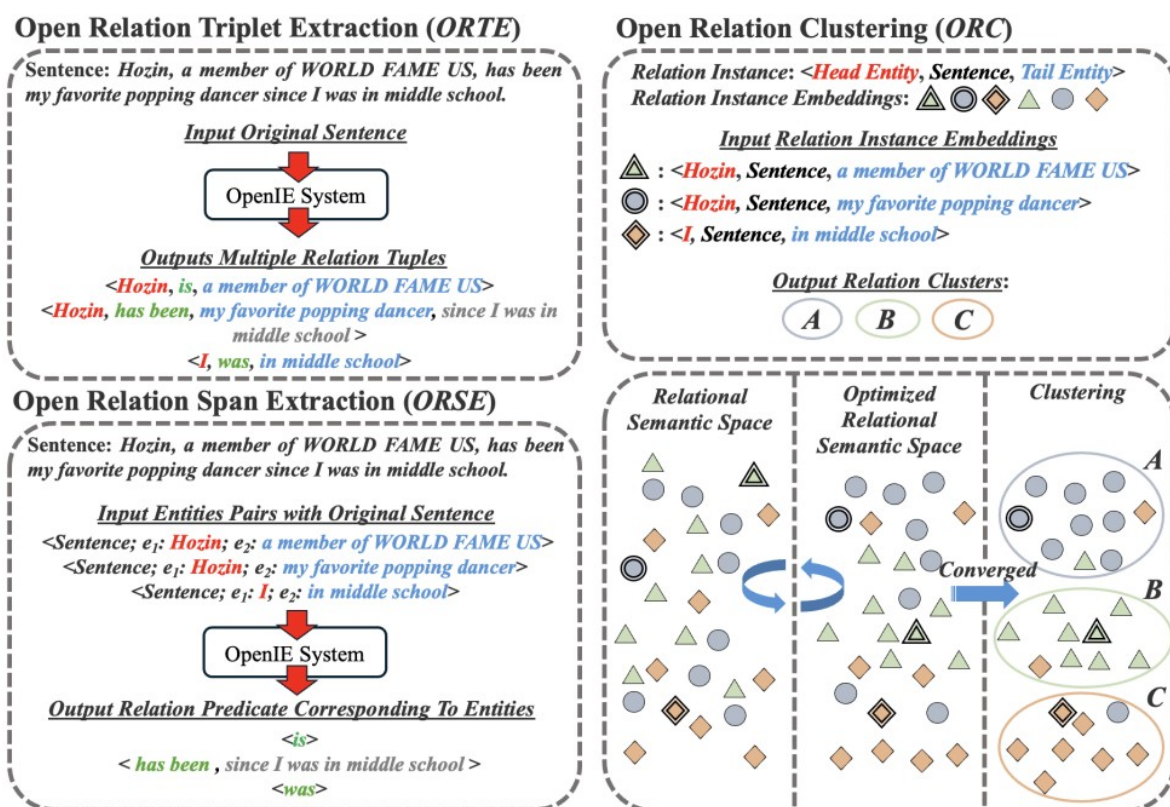 Open Relation Triplet Extraction (ORTE)
Sentence: Hozin, a member of WORLD FAME US, has been
my favorite popping dancer since I was in middle school.
Input Original Sentence
OpenIE System
Outputs Multiple Relation Tuples
<Hozin, is, a member of WORLD FAME US>
<Hozin, has been, my favorite popping dancer, since I was in
middle school >
<I, was, in middle school>
Open Relation Span Extraction (ORSE)
Sentence: Hozin, a member of WORLD FAME US, has been
my favorite popping dancer since I was in middle school.
Input Entities Pairs with Original Sentence
<Sentence; e1: Hozin; e2: a member of WORLD FAME US>
<Sentence; e1: Hozin; e2: my favorite popping dancer>
<Sentence; e1: I; e2: in middle school>
OpenIE System
Output Relation Predicate Corresponding To Entities
<is>
< has been , since I was in middle school >
<was>
Open Relation Clustering (ORC)
Relation Instance: <Head Entity, Sentence, Tail Entity>
Relation Instance Embeddings:
Input Relation Instance Embeddings
: <Hozin, Sentence, a member of WORLD FAME US>
: <Hozin, Sentence, my favorite popping dancer>
: <I, Sentence, in middle school>
Output Relation Clusters:
A B C
Relational
Semantic Space
Optimized
Relational
Semantic Space
Clustering
Converged
A
B
C